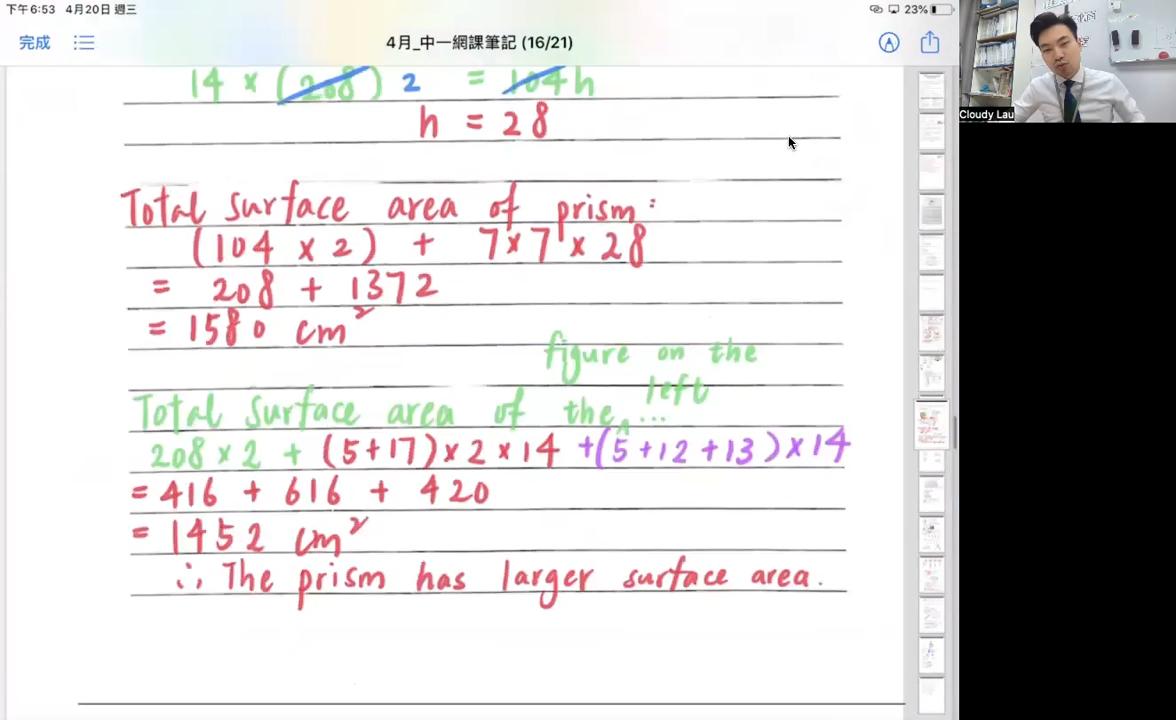 下午6:53 4月20日 週三
23%
完成
4月_中一網課筆記 (16/21)
Cloudy Lau
14 × (208) 2 = 104h
h = 28
Total surface area of prism:
(104 × 2) + 7×7×28
= 208 + 1372
= 1580 cm²
figure on the
left
Total surface area of the ^ ...
208 × 2 + (5+17)×2×14 +(5+12+13)×14
= 416 + 616 + 420
= 1452 cm²
∴ The prism has larger surface area.